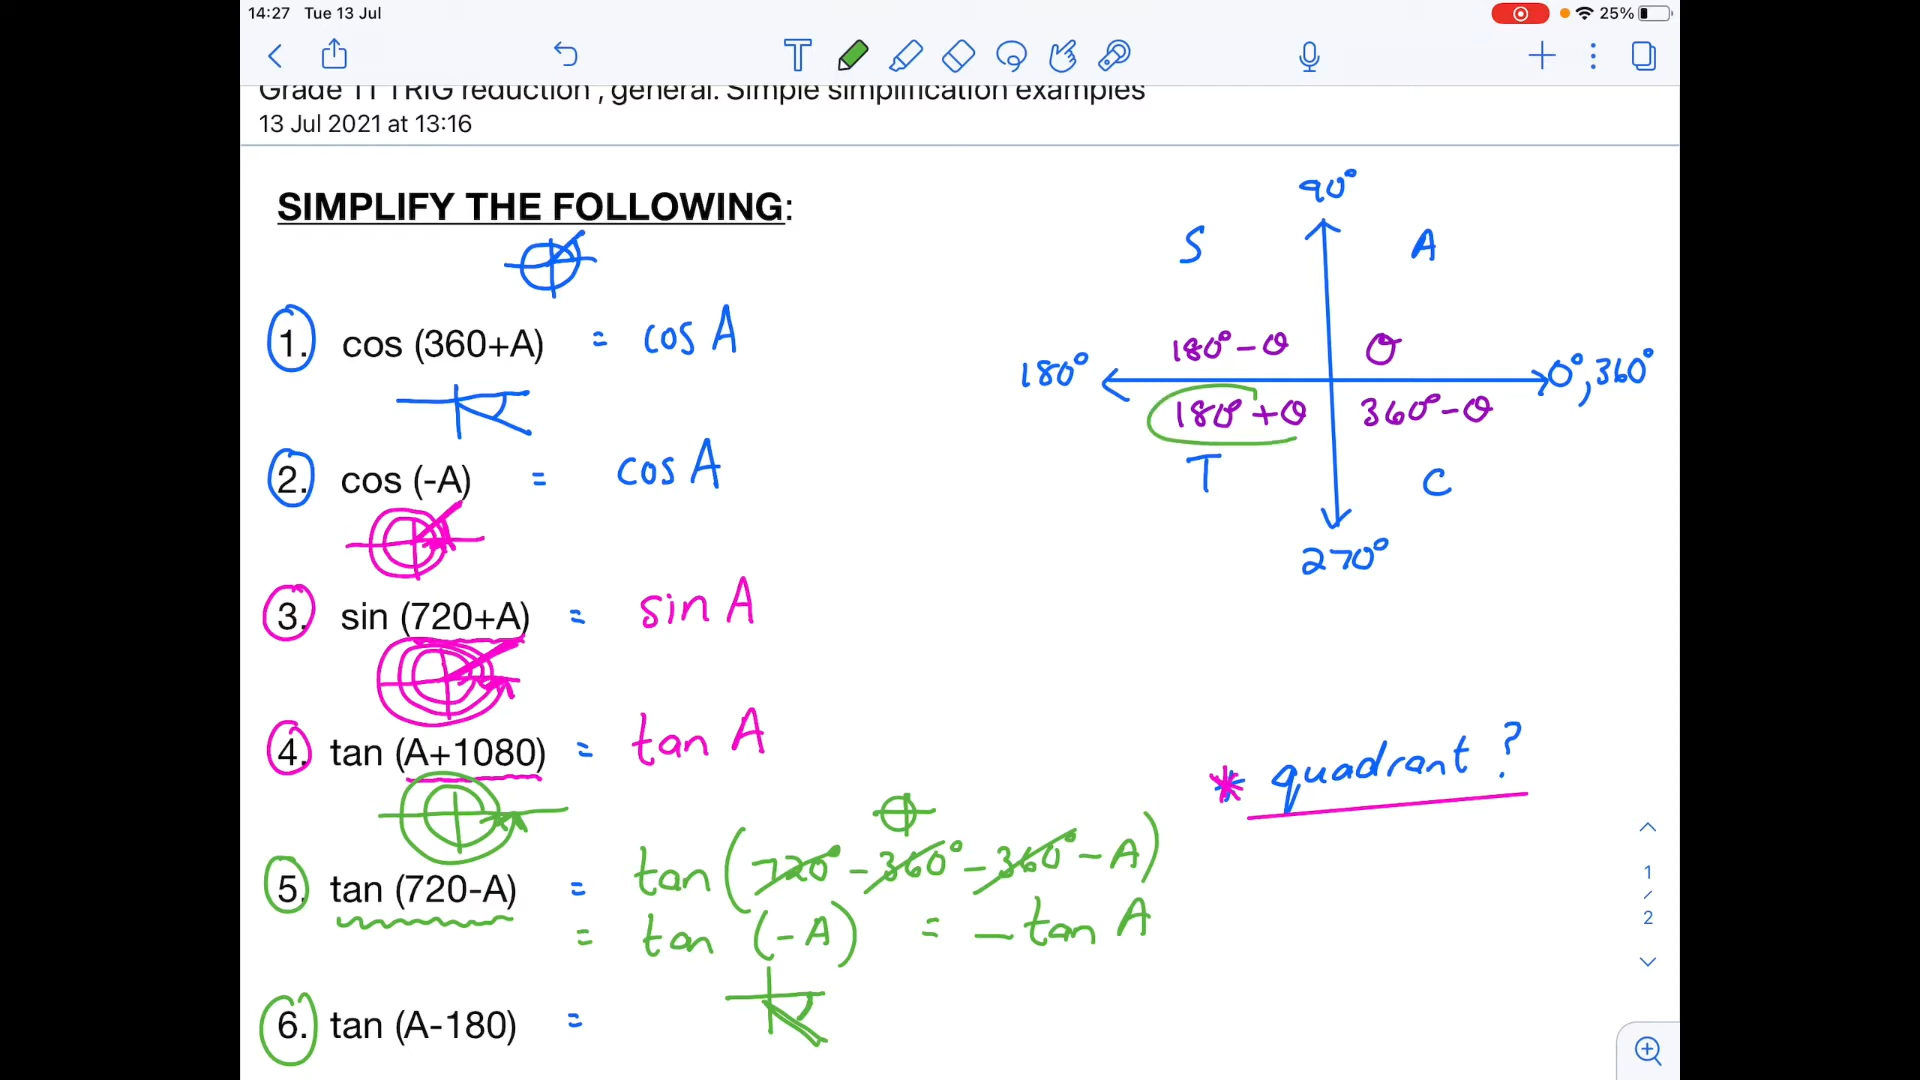 14:27 Tue 13 Jul
25%
Grade 11 TRIG reduction , general. Simple simplification examples
13 Jul 2021 at 13:16
SIMPLIFY THE FOLLOWING:
1. cos (360+A) = cos A
2. cos (-A) = cos A
3. sin (720+A) = sin A
4. tan (A+1080) = tan A
5. tan (720-A) = tan (720° - 360° - 360° - A)
= tan (-A) = - tan A
6. tan (A-180) =
90°
S A
180° - θ θ
180° 0°, 360°
180° + θ 360° - θ
T C
270°
* quadrant ?
1
/
2